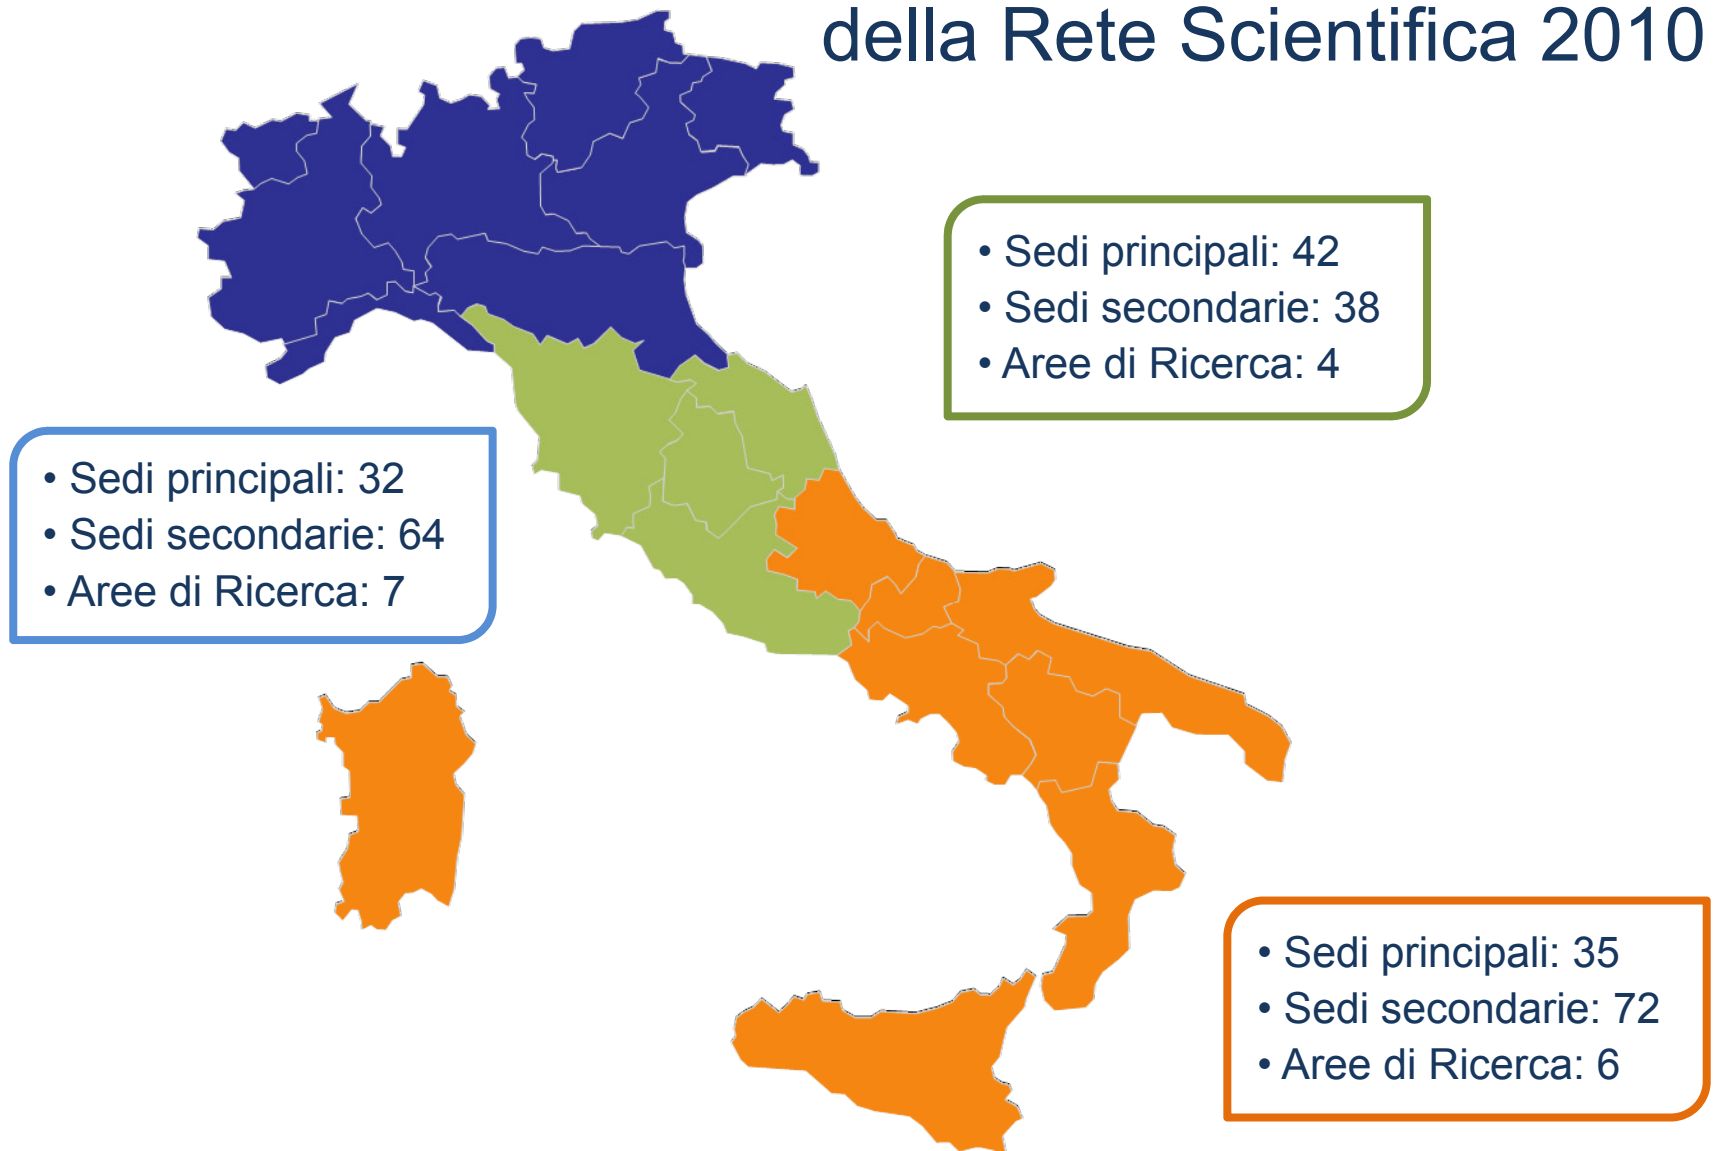 della Rete Scientifica 2010
• Sedi principali: 42
• Sedi secondarie: 38
• Aree di Ricerca: 4
• Sedi principali: 32
• Sedi secondarie: 64
• Aree di Ricerca: 7
• Sedi principali: 35
• Sedi secondarie: 72
• Aree di Ricerca: 6